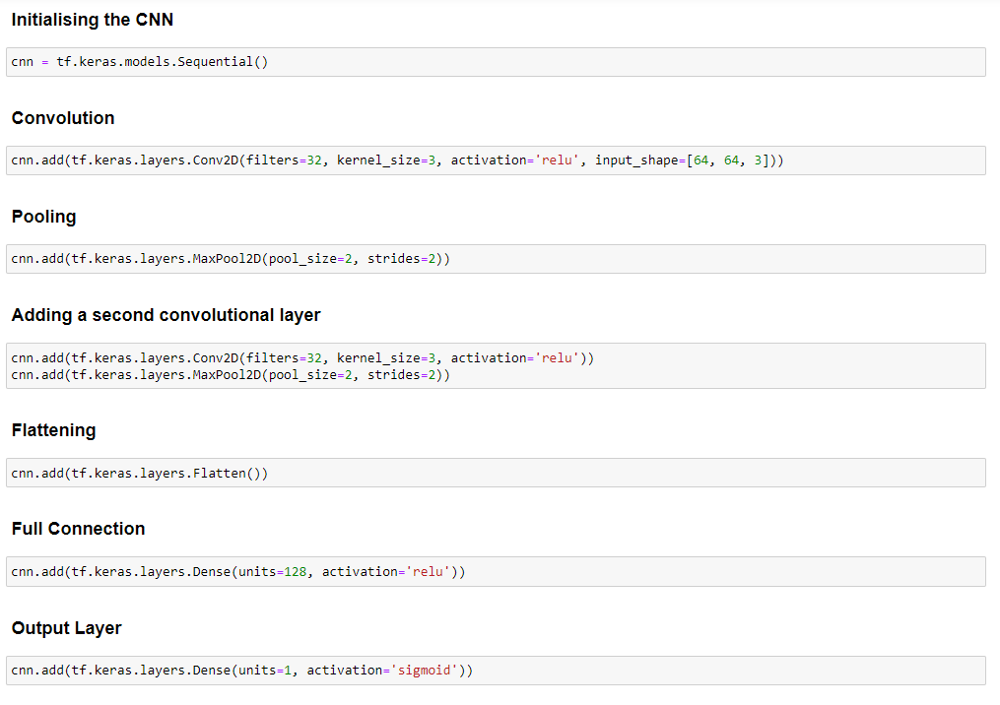 Initialising the CNN
cnn = tf.keras.models.Sequential()
Convolution
cnn.add(tf.keras.layers.Conv2D(filters=32, kernel_size=3, activation='relu', input_shape=[64, 64, 3]))
Pooling
cnn.add(tf.keras.layers.MaxPool2D(pool_size=2, strides=2))
Adding a second convolutional layer
cnn.add(tf.keras.layers.Conv2D(filters=32, kernel_size=3, activation='relu'))
cnn.add(tf.keras.layers.MaxPool2D(pool_size=2, strides=2))
Flattening
cnn.add(tf.keras.layers.Flatten())
Full Connection
cnn.add(tf.keras.layers.Dense(units=128, activation='relu'))
Output Layer
cnn.add(tf.keras.layers.Dense(units=1, activation='sigmoid'))